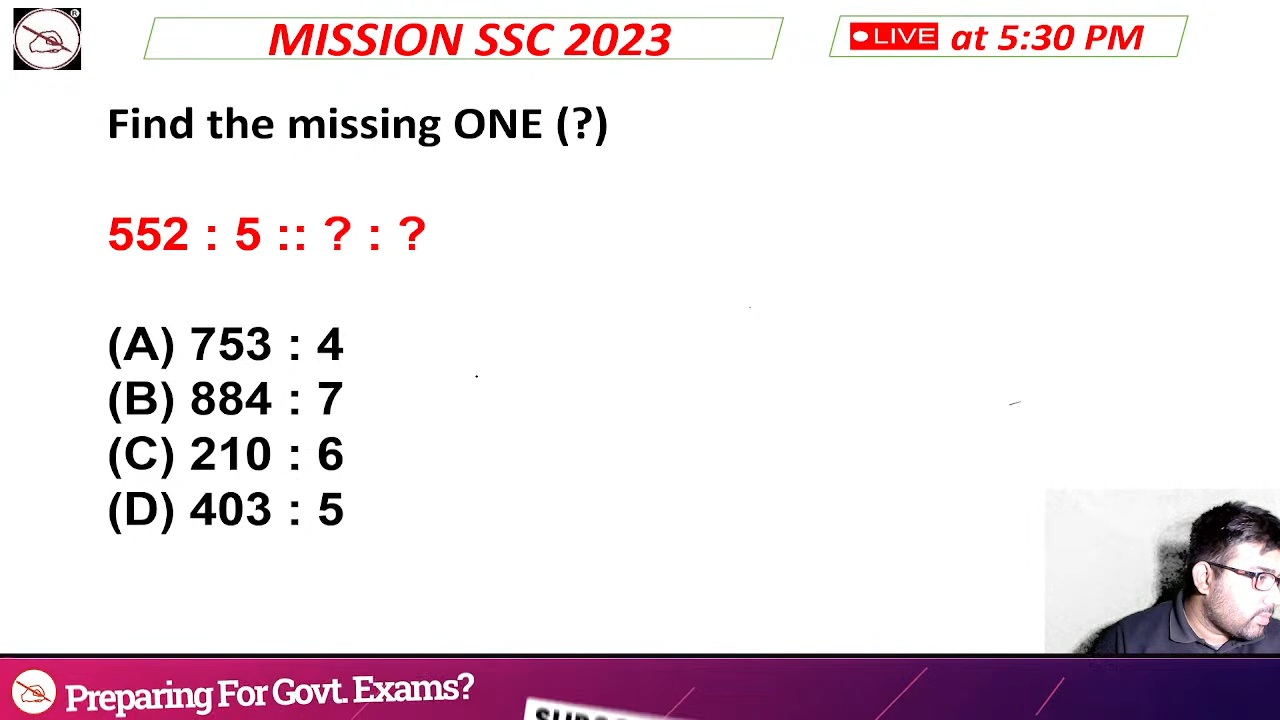 MISSION SSC 2023
LIVE at 5:30 PM
Find the missing ONE (?)
552 : 5 :: ? : ?
(A) 753 : 4
(B) 884 : 7
(C) 210 : 6
(D) 403 : 5
Preparing For Govt. Exams?